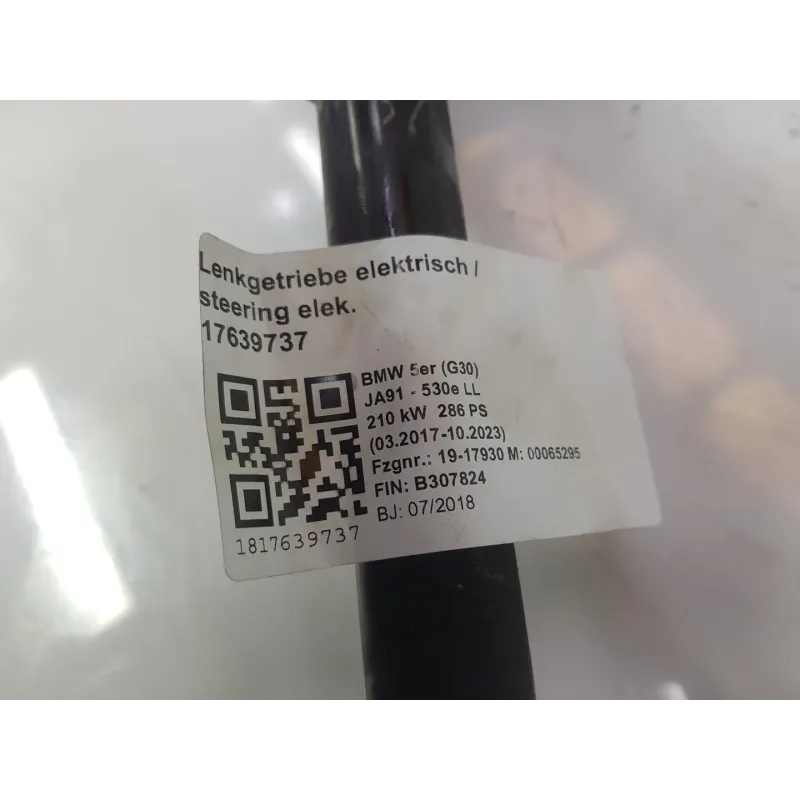 Lenkgetriebe elektrisch /
steering elek.
17639737
BMW 5er (G30)
JA91 - 530e LL
210 kW 286 PS
(03.2017-10.2023)
Fzgnr.: 19-17930 M: 00065295
FIN: B307824
BJ: 07/2018
1817639737